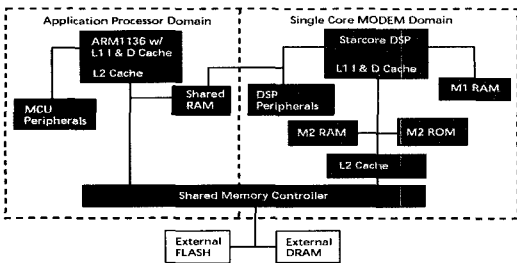 Application Processor Domain
Single Core MODEM Domain
ARM1136 w/
L1 I & D Cache
L2 Cache
MCU
Peripherals
Shared
RAM
Starcore DSP
L1 I & D Cache
DSP
Peripherals
M1 RAM
M2 RAM
M2 ROM
L2 Cache
Shared Memory Controller
External
FLASH
External
DRAM